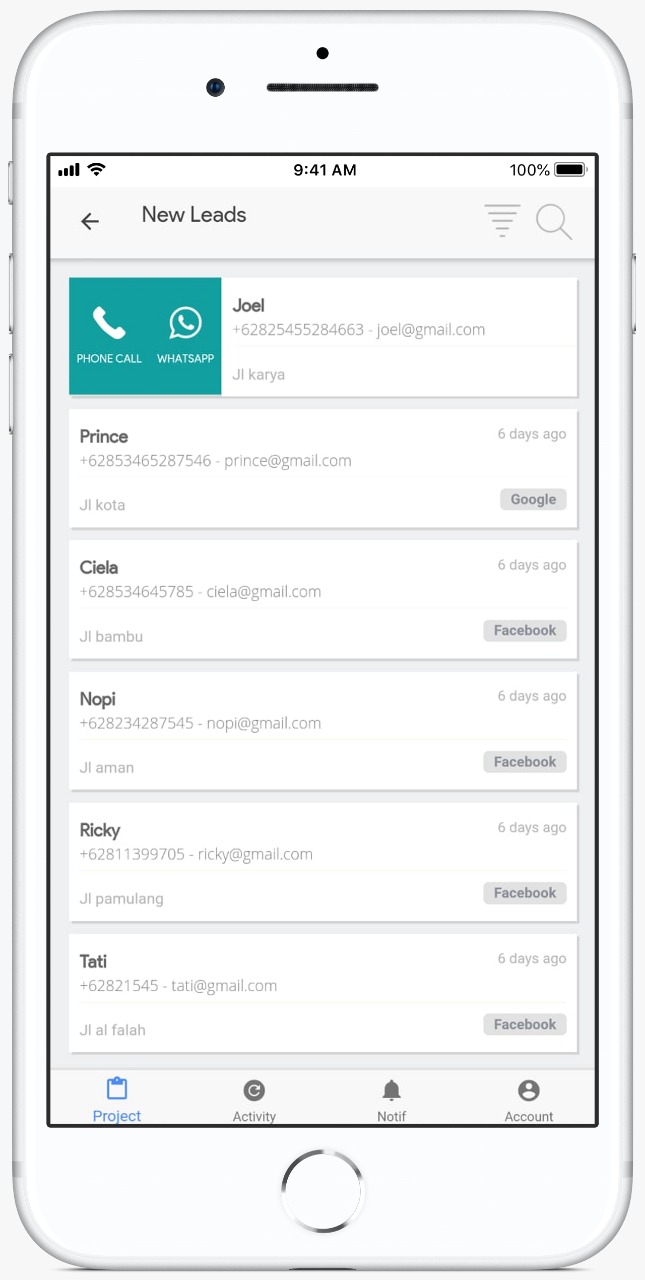 9:41 AM
100%
New Leads
PHONE CALL
WHATSAPP
Joel
+62825455284663 - joel@gmail.com
Jl karya
Prince
6 days ago
+62853465287546 - prince@gmail.com
Jl kota
Google
Ciela
6 days ago
+628534645785 - ciela@gmail.com
Jl bambu
Facebook
Nopi
6 days ago
+628234287545 - nopi@gmail.com
Jl aman
Facebook
Ricky
6 days ago
+62811399705 - ricky@gmail.com
Jl pamulang
Facebook
Tati
6 days ago
+62821545 - tati@gmail.com
Jl al falah
Facebook
Project
Activity
Notif
Account